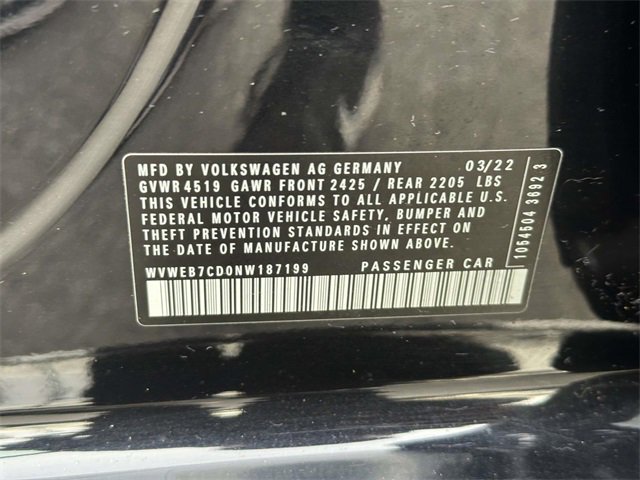 MFD BY VOLKSWAGEN AG GERMANY 03/22
GVWR 4519 GAWR FRONT 2425 / REAR 2205 LBS
THIS VEHICLE CONFORMS TO ALL APPLICABLE U.S.
FEDERAL MOTOR VEHICLE SAFETY, BUMPER AND
THEFT PREVENTION STANDARDS IN EFFECT ON
THE DATE OF MANUFACTURE SHOWN ABOVE.
WVWEB7CD0NW187199 PASSENGER CAR
1054504 3692 3